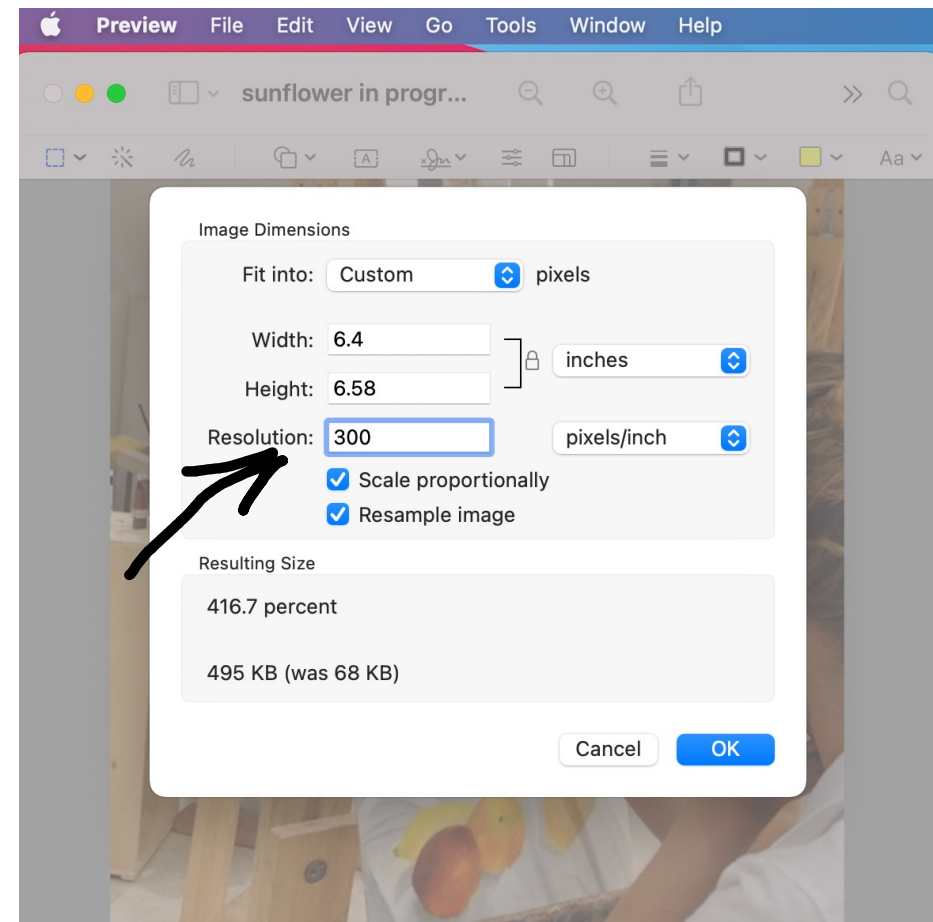 Preview File Edit View Go Tools Window Help
sunflower in progr...
A Aa
Image Dimensions
Fit into: Custom pixels
Width: 6.4
inches
Height: 6.58
Resolution: 300 pixels/inch
Scale proportionally
Resample image
Resulting Size
416.7 percent
495 KB (was 68 KB)
Cancel OK